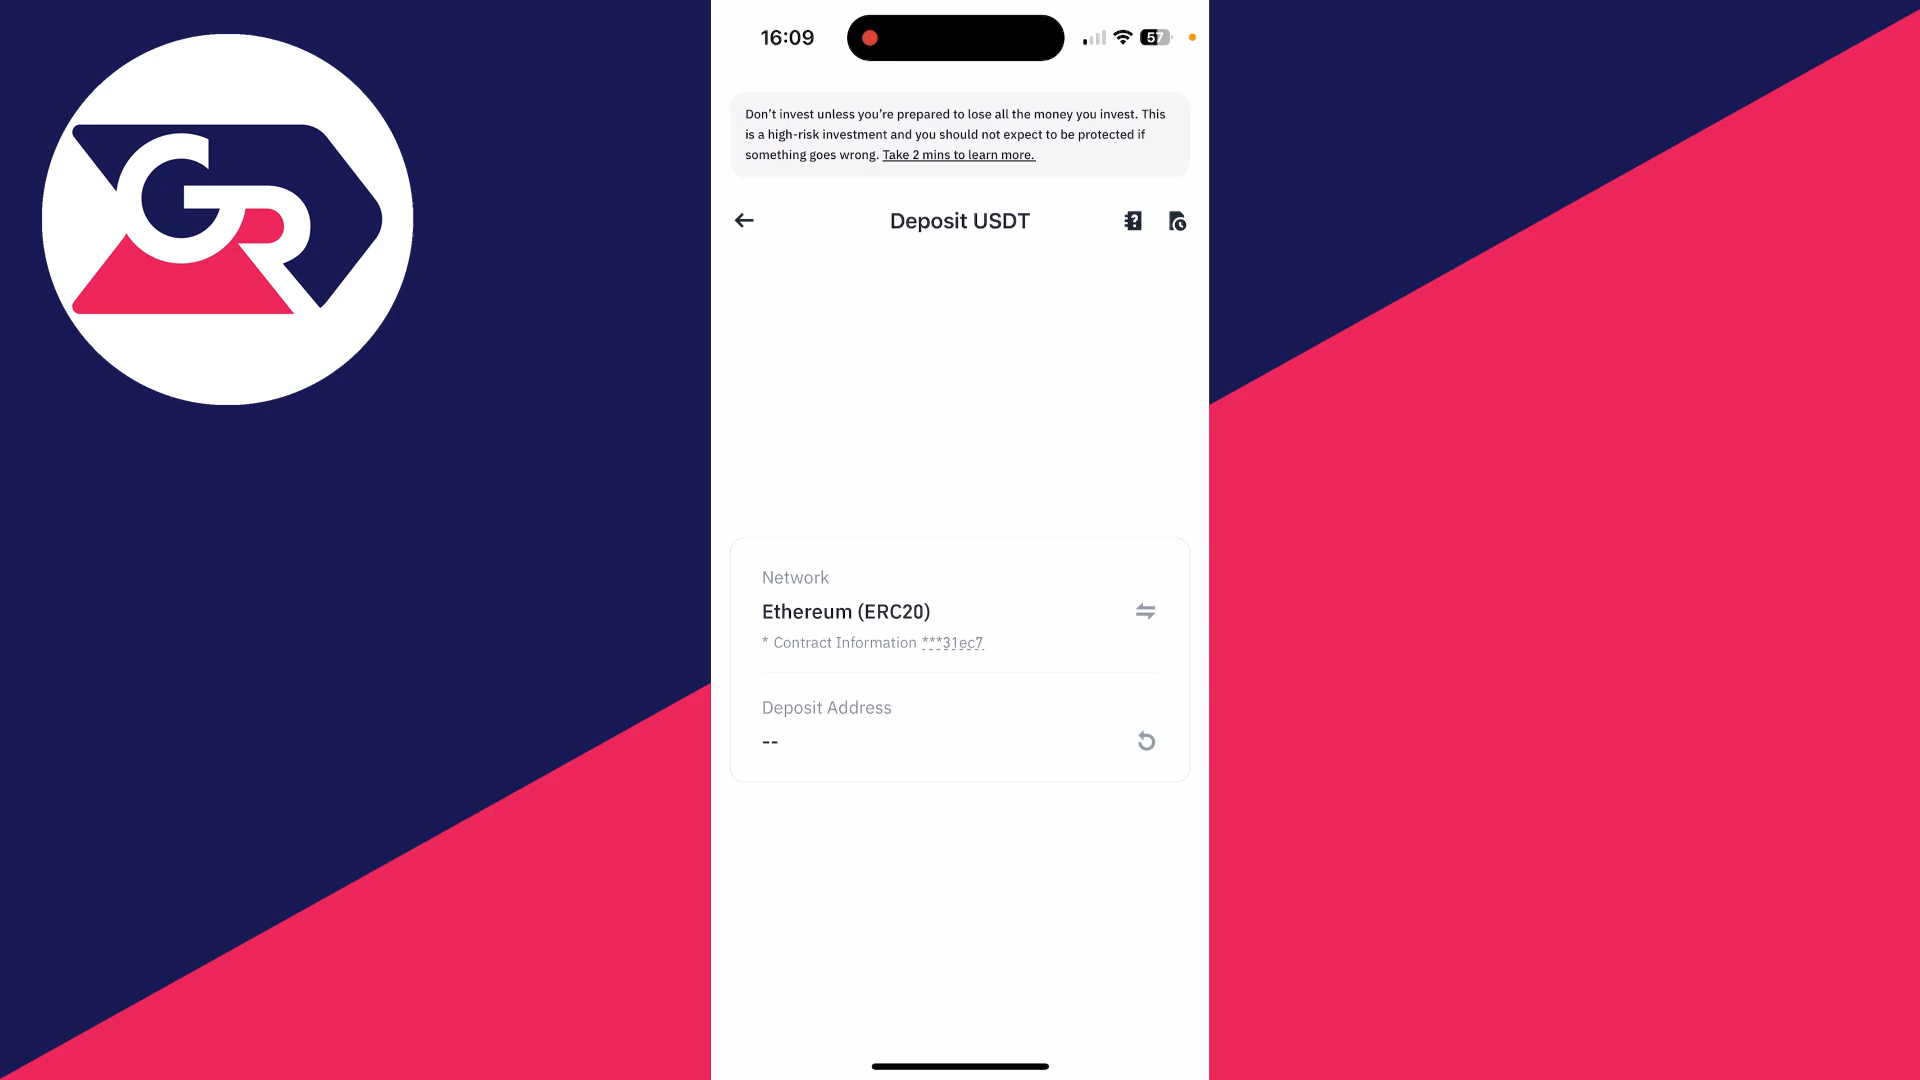 GR
16:09
57
Don't invest unless you're prepared to lose all the money you invest. This
is a high-risk investment and you should not expect to be protected if
something goes wrong. Take 2 mins to learn more.
Deposit USDT
Network
Ethereum (ERC20)
* Contract Information ***31ec7
Deposit Address
--